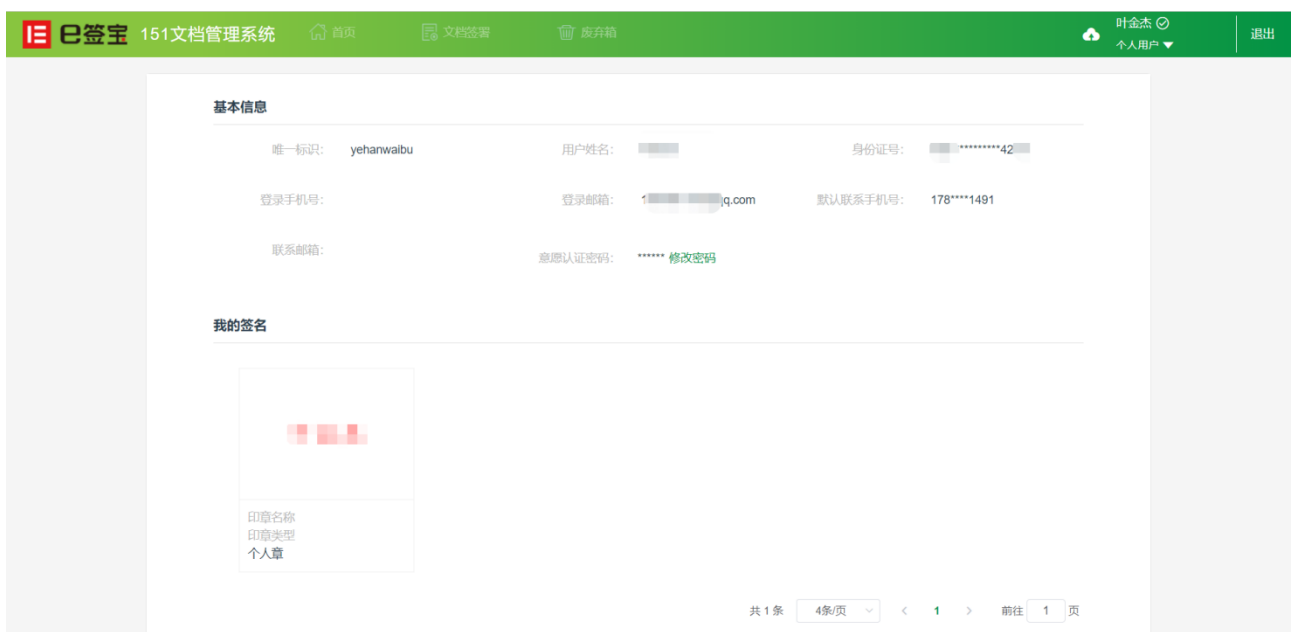 e签宝 151文档管理系统 首页 文档签署 废弃箱 叶金杰 退出
个人用户
基本信息
唯一标识: yehanwaibu 用户姓名: 身份证号: *********42
登录手机号: 登录邮箱: 1 q.com 默认联系手机号: 178****1491
联系邮箱: 意愿认证密码: ****** 修改密码
我的签名
印章名称
印章类型
个人章
共 1 条 4条/页 < 1 > 前往 1 页